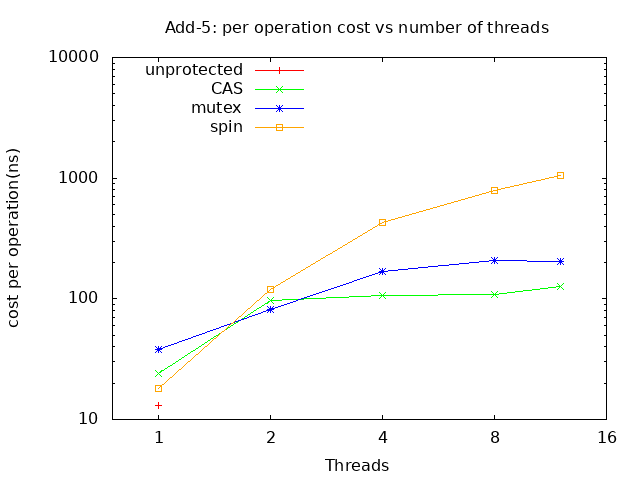 Add-5: per operation cost vs number of threads
10000
1000
100
10
cost per operation(ns)
unprotected
CAS
mutex
spin
1 2 4 8 16
Threads